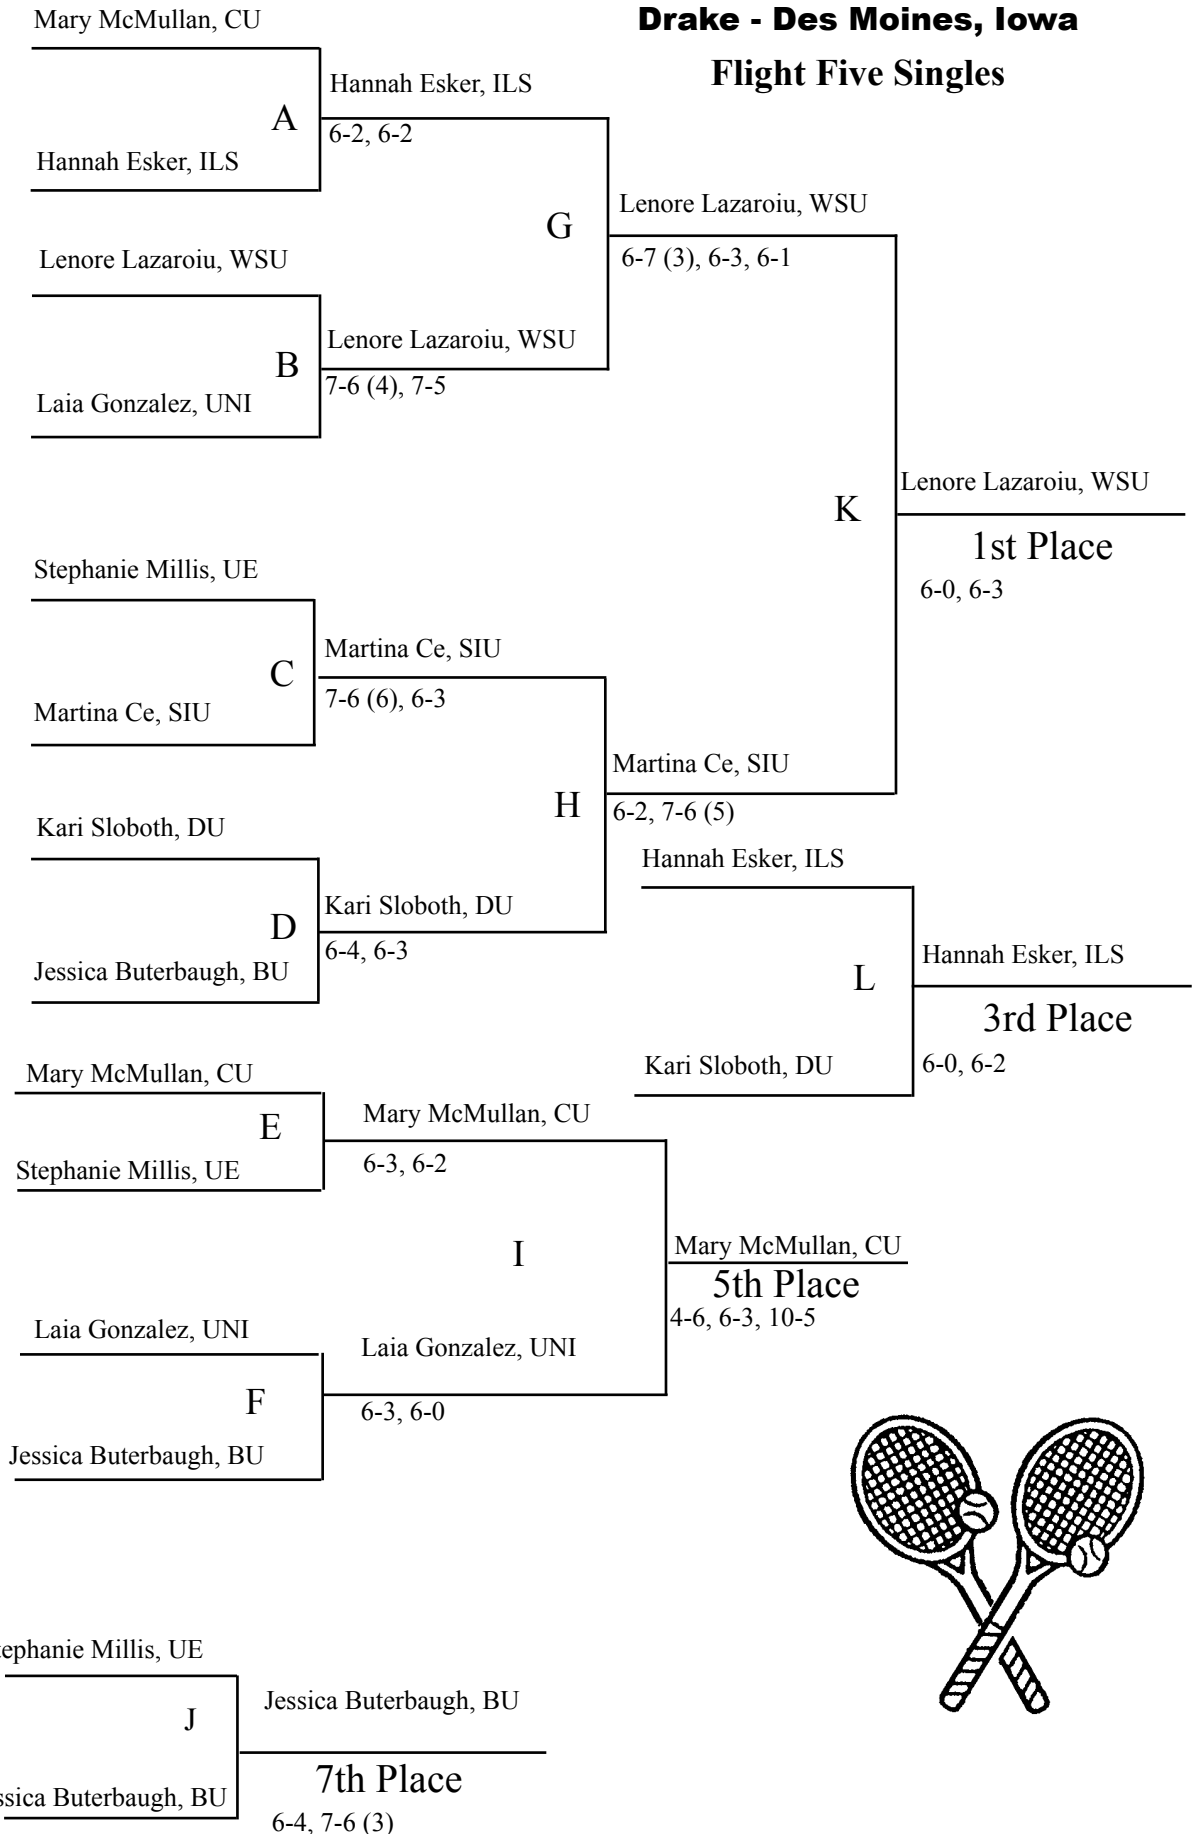 Drake - Des Moines, Iowa
Flight Five Singles
Mary McMullan, CU
Hannah Esker, ILS
A
6-2, 6-2
Hannah Esker, ILS
Lenore Lazaroiu, WSU
G
6-7 (3), 6-3, 6-1
Lenore Lazaroiu, WSU
Lenore Lazaroiu, WSU
B
7-6 (4), 7-5
Laia Gonzalez, UNI
Lenore Lazaroiu, WSU
K
1st Place
6-0, 6-3
Stephanie Millis, UE
Martina Ce, SIU
C
7-6 (6), 6-3
Martina Ce, SIU
Martina Ce, SIU
H
6-2, 7-6 (5)
Kari Sloboth, DU
Kari Sloboth, DU
D
6-4, 6-3
Jessica Buterbaugh, BU
Hannah Esker, ILS
Hannah Esker, ILS
L
3rd Place
Kari Sloboth, DU
6-0, 6-2
Mary McMullan, CU
Mary McMullan, CU
E
6-3, 6-2
Stephanie Millis, UE
I
Mary McMullan, CU
5th Place
4-6, 6-3, 10-5
Laia Gonzalez, UNI
Laia Gonzalez, UNI
F
6-3, 6-0
Jessica Buterbaugh, BU
tephanie Millis, UE
J
Jessica Buterbaugh, BU
7th Place
ssica Buterbaugh, BU
6-4, 7-6 (3)